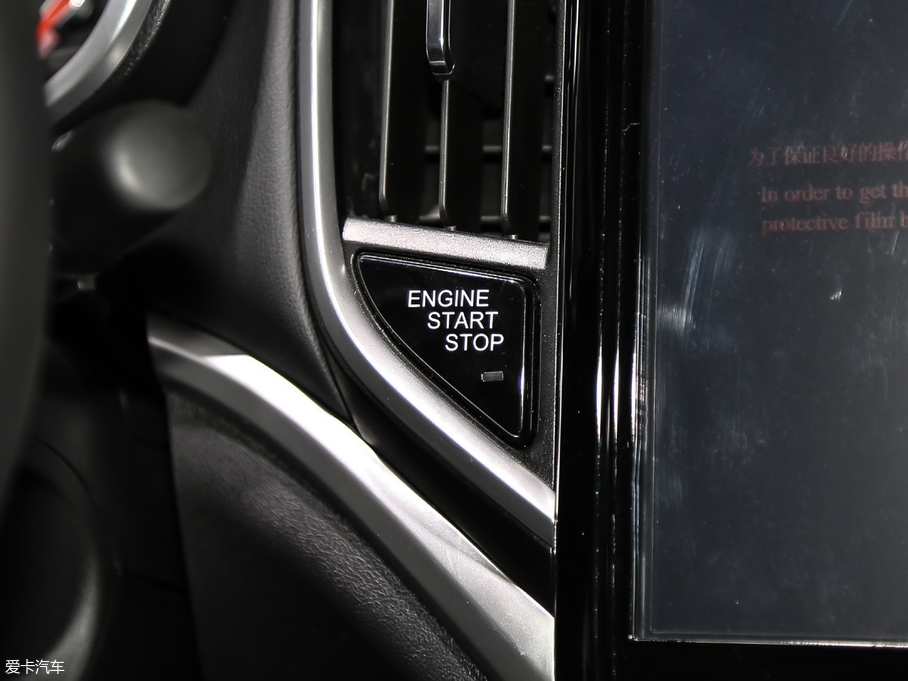 ENGINE
START
STOP
为了保证良好的操作
In order to get th
protective film b
爱卡汽车